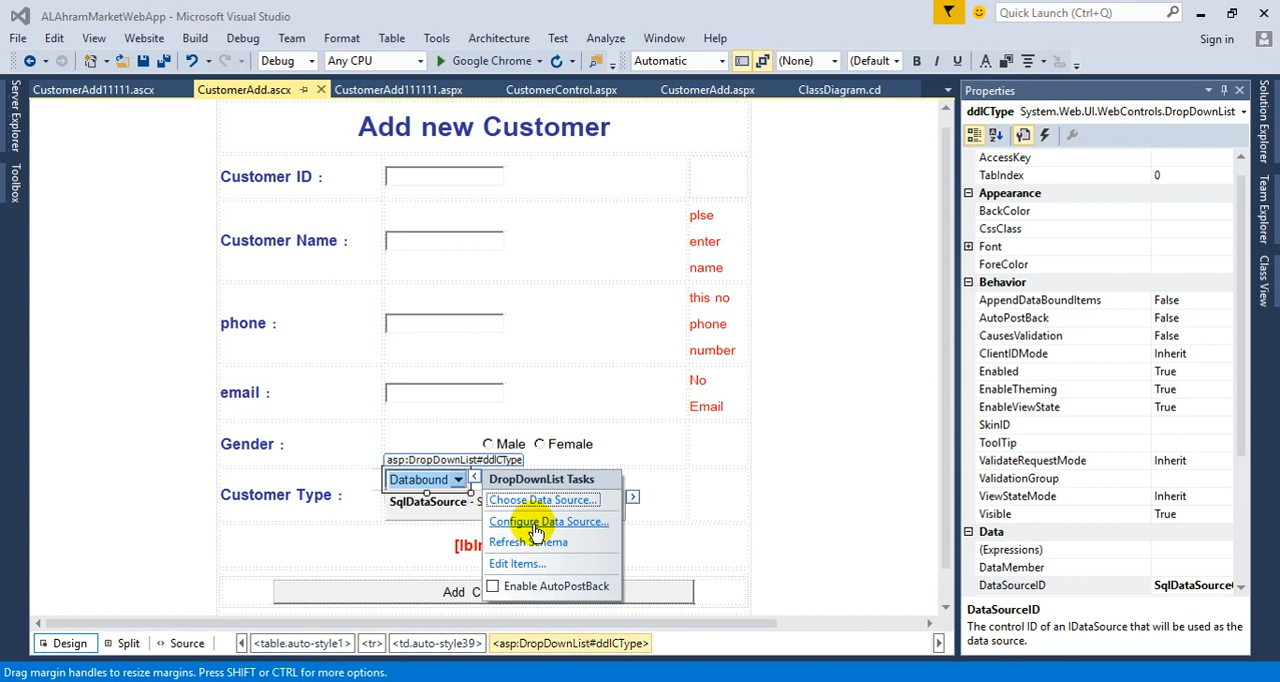 ALAhramMarketWebApp - Microsoft Visual Studio
Quick Launch (Ctrl+Q)
File Edit View Website Build Debug Team Format Table Tools Architecture Test Analyze Window Help
Sign in
Debug Any CPU Google Chrome Automatic (None) (Default B I U A
CustomerAdd11111.ascx CustomerAdd.ascx CustomerAdd111111.aspx CustomerControl.aspx CustomerAdd.aspx ClassDiagram.cd
Server Explorer
Toolbox
Add new Customer
Customer ID :
Customer Name :
plse
enter
name
phone :
this no
phone
number
email :
No
Email
Gender :
Male Female
asp:DropDownList#ddlCType
Customer Type :
Databound
SqlDataSource - S
DropDownList Tasks
Choose Data Source...
Configure Data Source...
Refresh Schema
Edit Items...
Enable AutoPostBack
[lblr
Add C
Design Split Source <table.auto-style1> <tr> <td.auto-style39> <asp:DropDownList#ddlCType>
Drag margin handles to resize margins. Press SHIFT or CTRL for more options.
Properties
ddlCType System.Web.UI.WebControls.DropDownList
AccessKey
TabIndex 0
Appearance
BackColor
CssClass
Font
ForeColor
Behavior
AppendDataBoundItems False
AutoPostBack False
CausesValidation False
ClientIDMode Inherit
Enabled True
EnableTheming True
EnableViewState True
SkinID
ToolTip
ValidateRequestMode Inherit
ValidationGroup
ViewStateMode Inherit
Visible True
Data
(Expressions)
DataMember
DataSourceID SqlDataSource
DataSourceID
The control ID of an IDataSource that will be used as the
data source.
Solution Explorer
Team Explorer
Class View